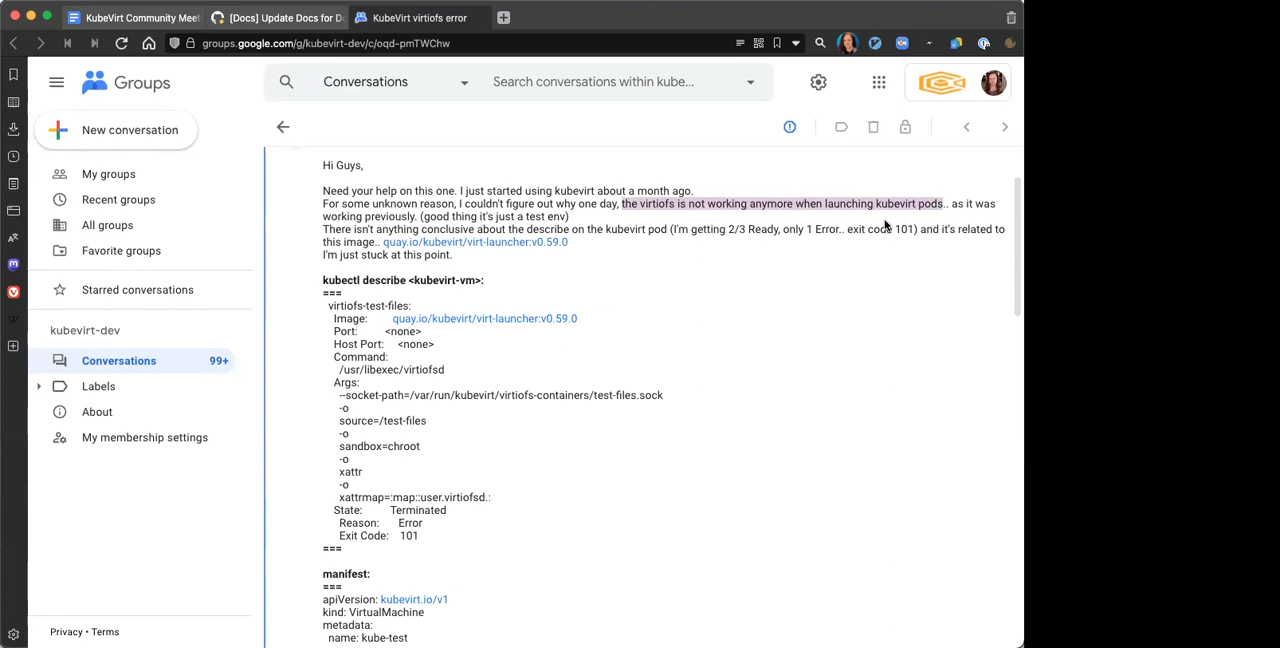 KubeVirt Community Meet
[Docs] Update Docs for D
KubeVirt virtiofs error
groups.google.com/g/kubevirt-dev/c/oqd-pmTWChw
Groups
Conversations
Search conversations within kube...
New conversation
My groups
Recent groups
All groups
Favorite groups
Starred conversations
kubevirt-dev
Conversations 99+
Labels
About
My membership settings
Privacy • Terms
Hi Guys,
Need your help on this one. I just started using kubevirt about a month ago.
For some unknown reason, I couldn't figure out why one day, the virtiofs is not working anymore when launching kubevirt pods.. as it was
working previously. (good thing it's just a test env)
There isn't anything conclusive about the describe on the kubevirt pod (I'm getting 2/3 Ready, only 1 Error.. exit code 101) and it's related to
this image.. quay.io/kubevirt/virt-launcher:v0.59.0
I'm just stuck at this point.
kubectl describe <kubevirt-vm>:
===
virtiofs-test-files:
Image: quay.io/kubevirt/virt-launcher:v0.59.0
Port: <none>
Host Port: <none>
Command:
/usr/libexec/virtiofsd
Args:
--socket-path=/var/run/kubevirt/virtiofs-containers/test-files.sock
-o
source=/test-files
-o
sandbox=chroot
-o
xattr
-o
xattrmap=:map::user.virtiofsd.:
State: Terminated
Reason: Error
Exit Code: 101
===
manifest:
===
apiVersion: kubevirt.io/v1
kind: VirtualMachine
metadata:
name: kube-test